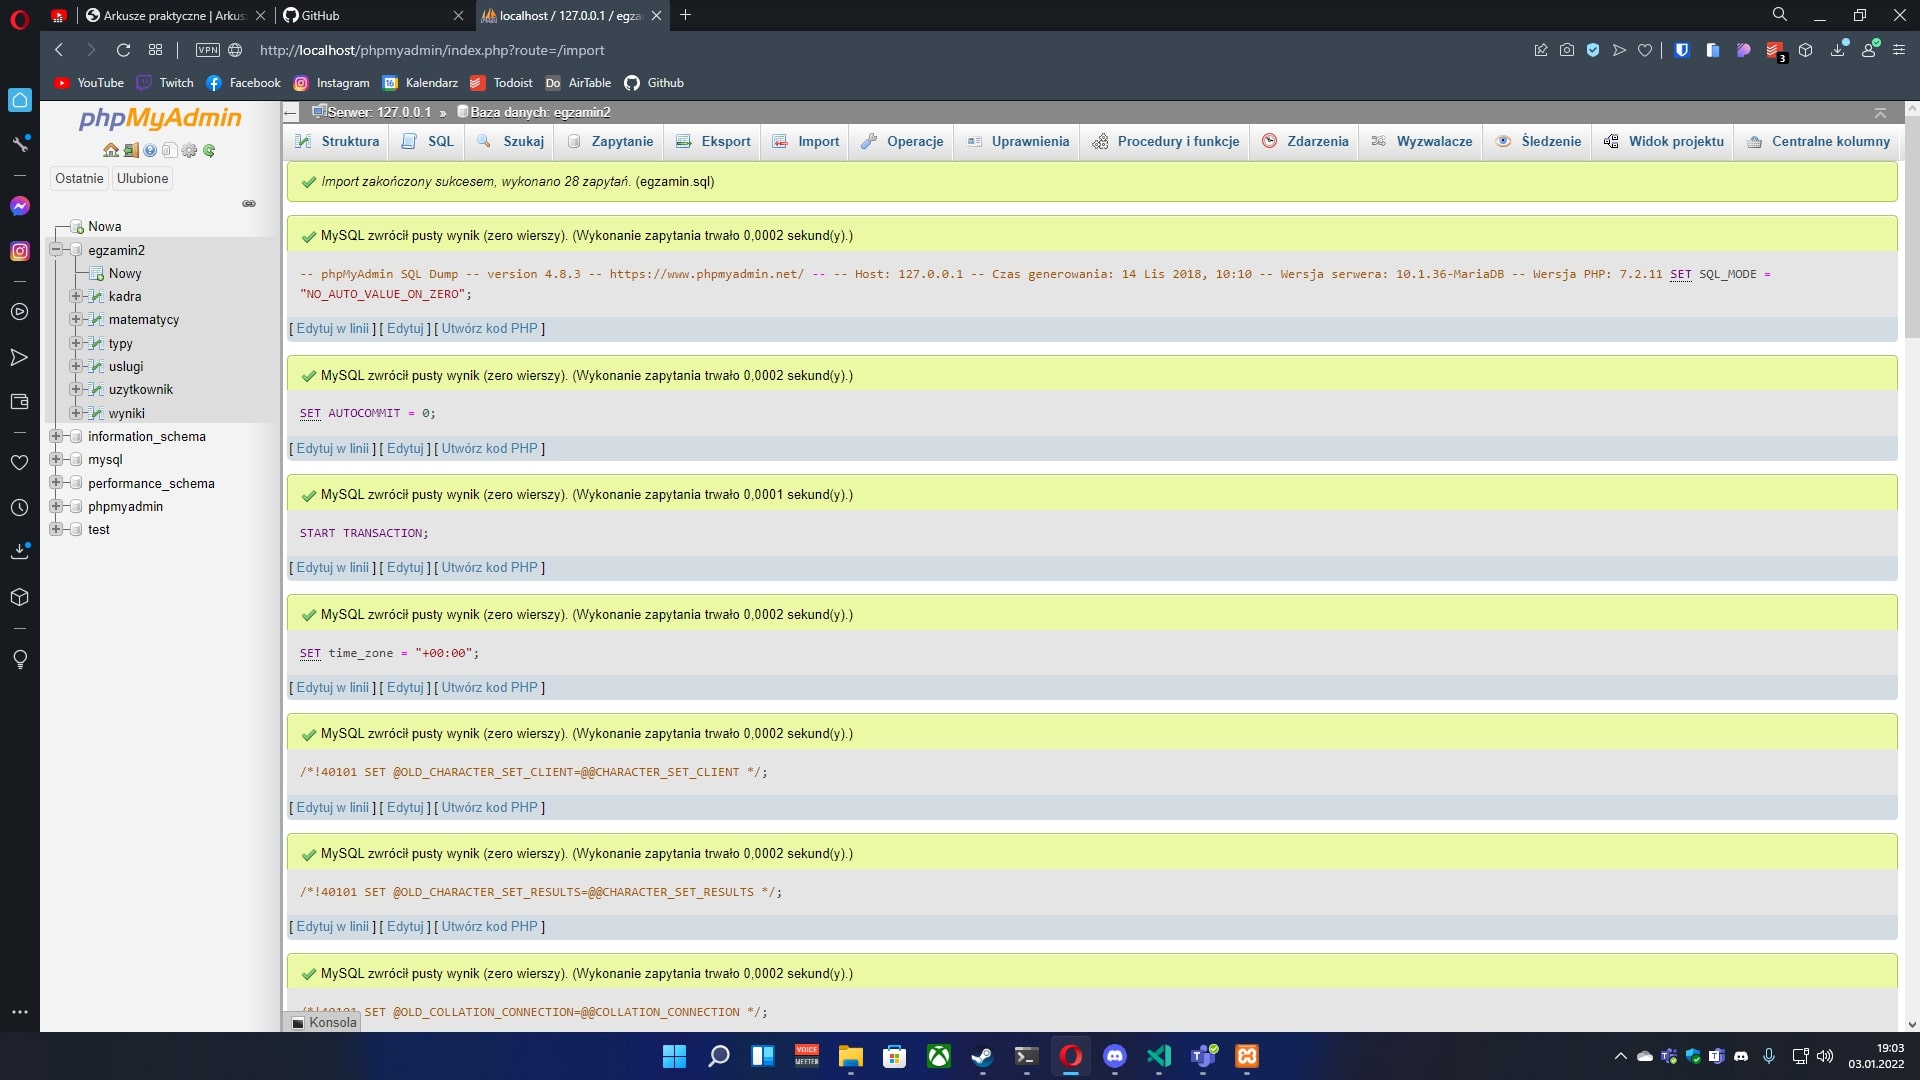 Arkusze praktyczne | Arkus
GitHub
localhost / 127.0.0.1 / egza
VPN
http://localhost/phpmyadmin/index.php?route=/import
3
YouTube
Twitch
Facebook
Instagram
16
Kalendarz
Todoist
Do
AirTable
Github
phpMyAdmin
Ostatnie
Ulubione
Nowa
egzamin2
Nowy
kadra
matematycy
typy
uslugi
uzytkownik
wyniki
information_schema
mysql
performance_schema
phpmyadmin
test
Serwer: 127.0.0.1 » Baza danych: egzamin2
Struktura
SQL
Szukaj
Zapytanie
Eksport
Import
Operacje
Uprawnienia
Procedury i funkcje
Zdarzenia
Wyzwalacze
Śledzenie
Widok projektu
Centralne kolumny
Import zakończony sukcesem, wykonano 28 zapytań. (egzamin.sql)
MySQL zwrócił pusty wynik (zero wierszy). (Wykonanie zapytania trwało 0,0002 sekund(y).)
-- phpMyAdmin SQL Dump -- version 4.8.3 -- https://www.phpmyadmin.net/ -- -- Host: 127.0.0.1 -- Czas generowania: 14 Lis 2018, 10:10 -- Wersja serwera: 10.1.36-MariaDB -- Wersja PHP: 7.2.11 SET SQL_MODE =
"NO_AUTO_VALUE_ON_ZERO";
[ Edytuj w linii ] [ Edytuj ] [ Utwórz kod PHP ]
MySQL zwrócił pusty wynik (zero wierszy). (Wykonanie zapytania trwało 0,0002 sekund(y).)
SET AUTOCOMMIT = 0;
[ Edytuj w linii ] [ Edytuj ] [ Utwórz kod PHP ]
MySQL zwrócił pusty wynik (zero wierszy). (Wykonanie zapytania trwało 0,0001 sekund(y).)
START TRANSACTION;
[ Edytuj w linii ] [ Edytuj ] [ Utwórz kod PHP ]
MySQL zwrócił pusty wynik (zero wierszy). (Wykonanie zapytania trwało 0,0002 sekund(y).)
SET time_zone = "+00:00";
[ Edytuj w linii ] [ Edytuj ] [ Utwórz kod PHP ]
MySQL zwrócił pusty wynik (zero wierszy). (Wykonanie zapytania trwało 0,0002 sekund(y).)
/*!40101 SET @OLD_CHARACTER_SET_CLIENT=@@CHARACTER_SET_CLIENT */;
[ Edytuj w linii ] [ Edytuj ] [ Utwórz kod PHP ]
MySQL zwrócił pusty wynik (zero wierszy). (Wykonanie zapytania trwało 0,0002 sekund(y).)
/*!40101 SET @OLD_CHARACTER_SET_RESULTS=@@CHARACTER_SET_RESULTS */;
[ Edytuj w linii ] [ Edytuj ] [ Utwórz kod PHP ]
MySQL zwrócił pusty wynik (zero wierszy). (Wykonanie zapytania trwało 0,0002 sekund(y).)
/*!40101 SET @OLD_COLLATION_CONNECTION=@@COLLATION_CONNECTION */;
Konsola
VOICE
MEETER
19:03
03.01.2022